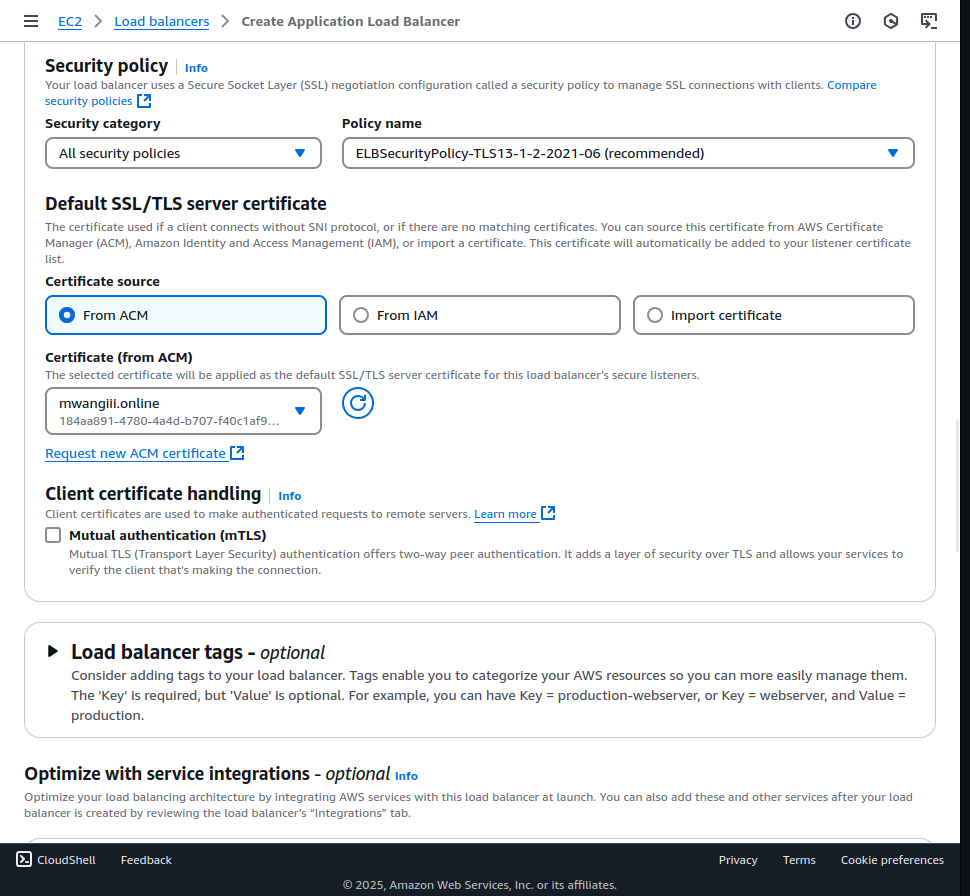 EC2 > Load balancers > Create Application Load Balancer
Security policy Info
Your load balancer uses a Secure Socket Layer (SSL) negotiation configuration called a security policy to manage SSL connections with clients. Compare
security policies
Security category Policy name
All security policies ELBSecurityPolicy-TLS13-1-2-2021-06 (recommended)
Default SSL/TLS server certificate
The certificate used if a client connects without SNI protocol, or if there are no matching certificates. You can source this certificate from AWS Certificate
Manager (ACM), Amazon Identity and Access Management (IAM), or import a certificate. This certificate will automatically be added to your listener certificate
list.
Certificate source
From ACM From IAM Import certificate
Certificate (from ACM)
The selected certificate will be applied as the default SSL/TLS server certificate for this load balancer's secure listeners.
mwangiii.online
184aa891-4780-4a4d-b707-f40c1af9...
Request new ACM certificate
Client certificate handling Info
Client certificates are used to make authenticated requests to remote servers. Learn more
Mutual authentication (mTLS)
Mutual TLS (Transport Layer Security) authentication offers two-way peer authentication. It adds a layer of security over TLS and allows your services to
verify the client that's making the connection.
Load balancer tags - optional
Consider adding tags to your load balancer. Tags enable you to categorize your AWS resources so you can more easily manage them.
The 'Key' is required, but 'Value' is optional. For example, you can have Key = production-webserver, or Key = webserver, and Value =
production.
Optimize with service integrations - optional Info
Optimize your load balancing architecture by integrating AWS services with this load balancer at launch. You can also add these and other services after your load
balancer is created by reviewing the load balancer's “Integrations” tab.
CloudShell Feedback Privacy Terms Cookie preferences
© 2025, Amazon Web Services, Inc. or its affiliates.